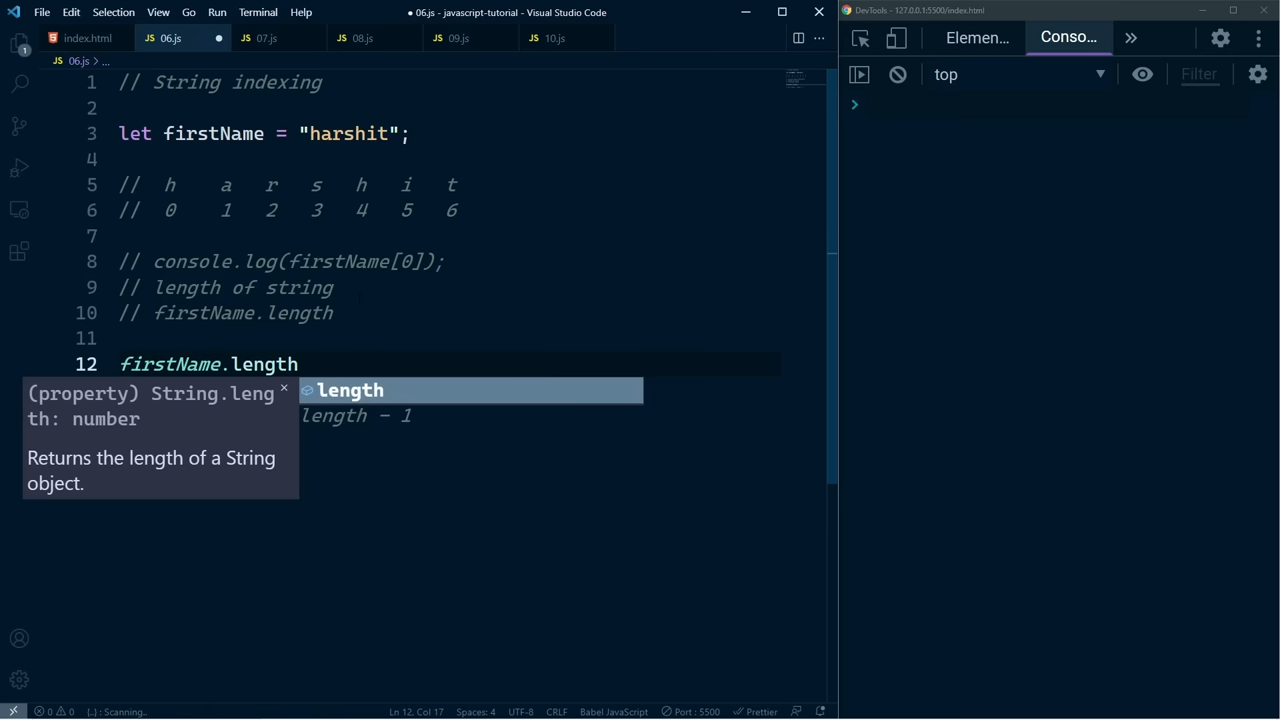 File Edit Selection View Go Run Terminal Help ● 06.js - javascript-tutorial - Visual Studio Code
index.html JS 06.js ● JS 07.js JS 08.js JS 09.js JS 10.js ...
JS 06.js > ...
1 // String indexing
2
3 let firstName = "harshit";
4
5 // h a r s h i t
6 // 0 1 2 3 4 5 6
7
8 // console.log(firstName[0]);
9 // length of string
10 // firstName.length
11
12 firstName.length
(property) String.leng
th: number
Returns the length of a String
object.
length
length - 1
1
0 0 {..} : Scanning.. Ln 12, Col 17 Spaces: 4 UTF-8 CRLF Babel JavaScript Port : 5500 Prettier
DevTools - 127.0.0.1:5500/index.html
Elemen... Conso... »
top ▼ Filter
>